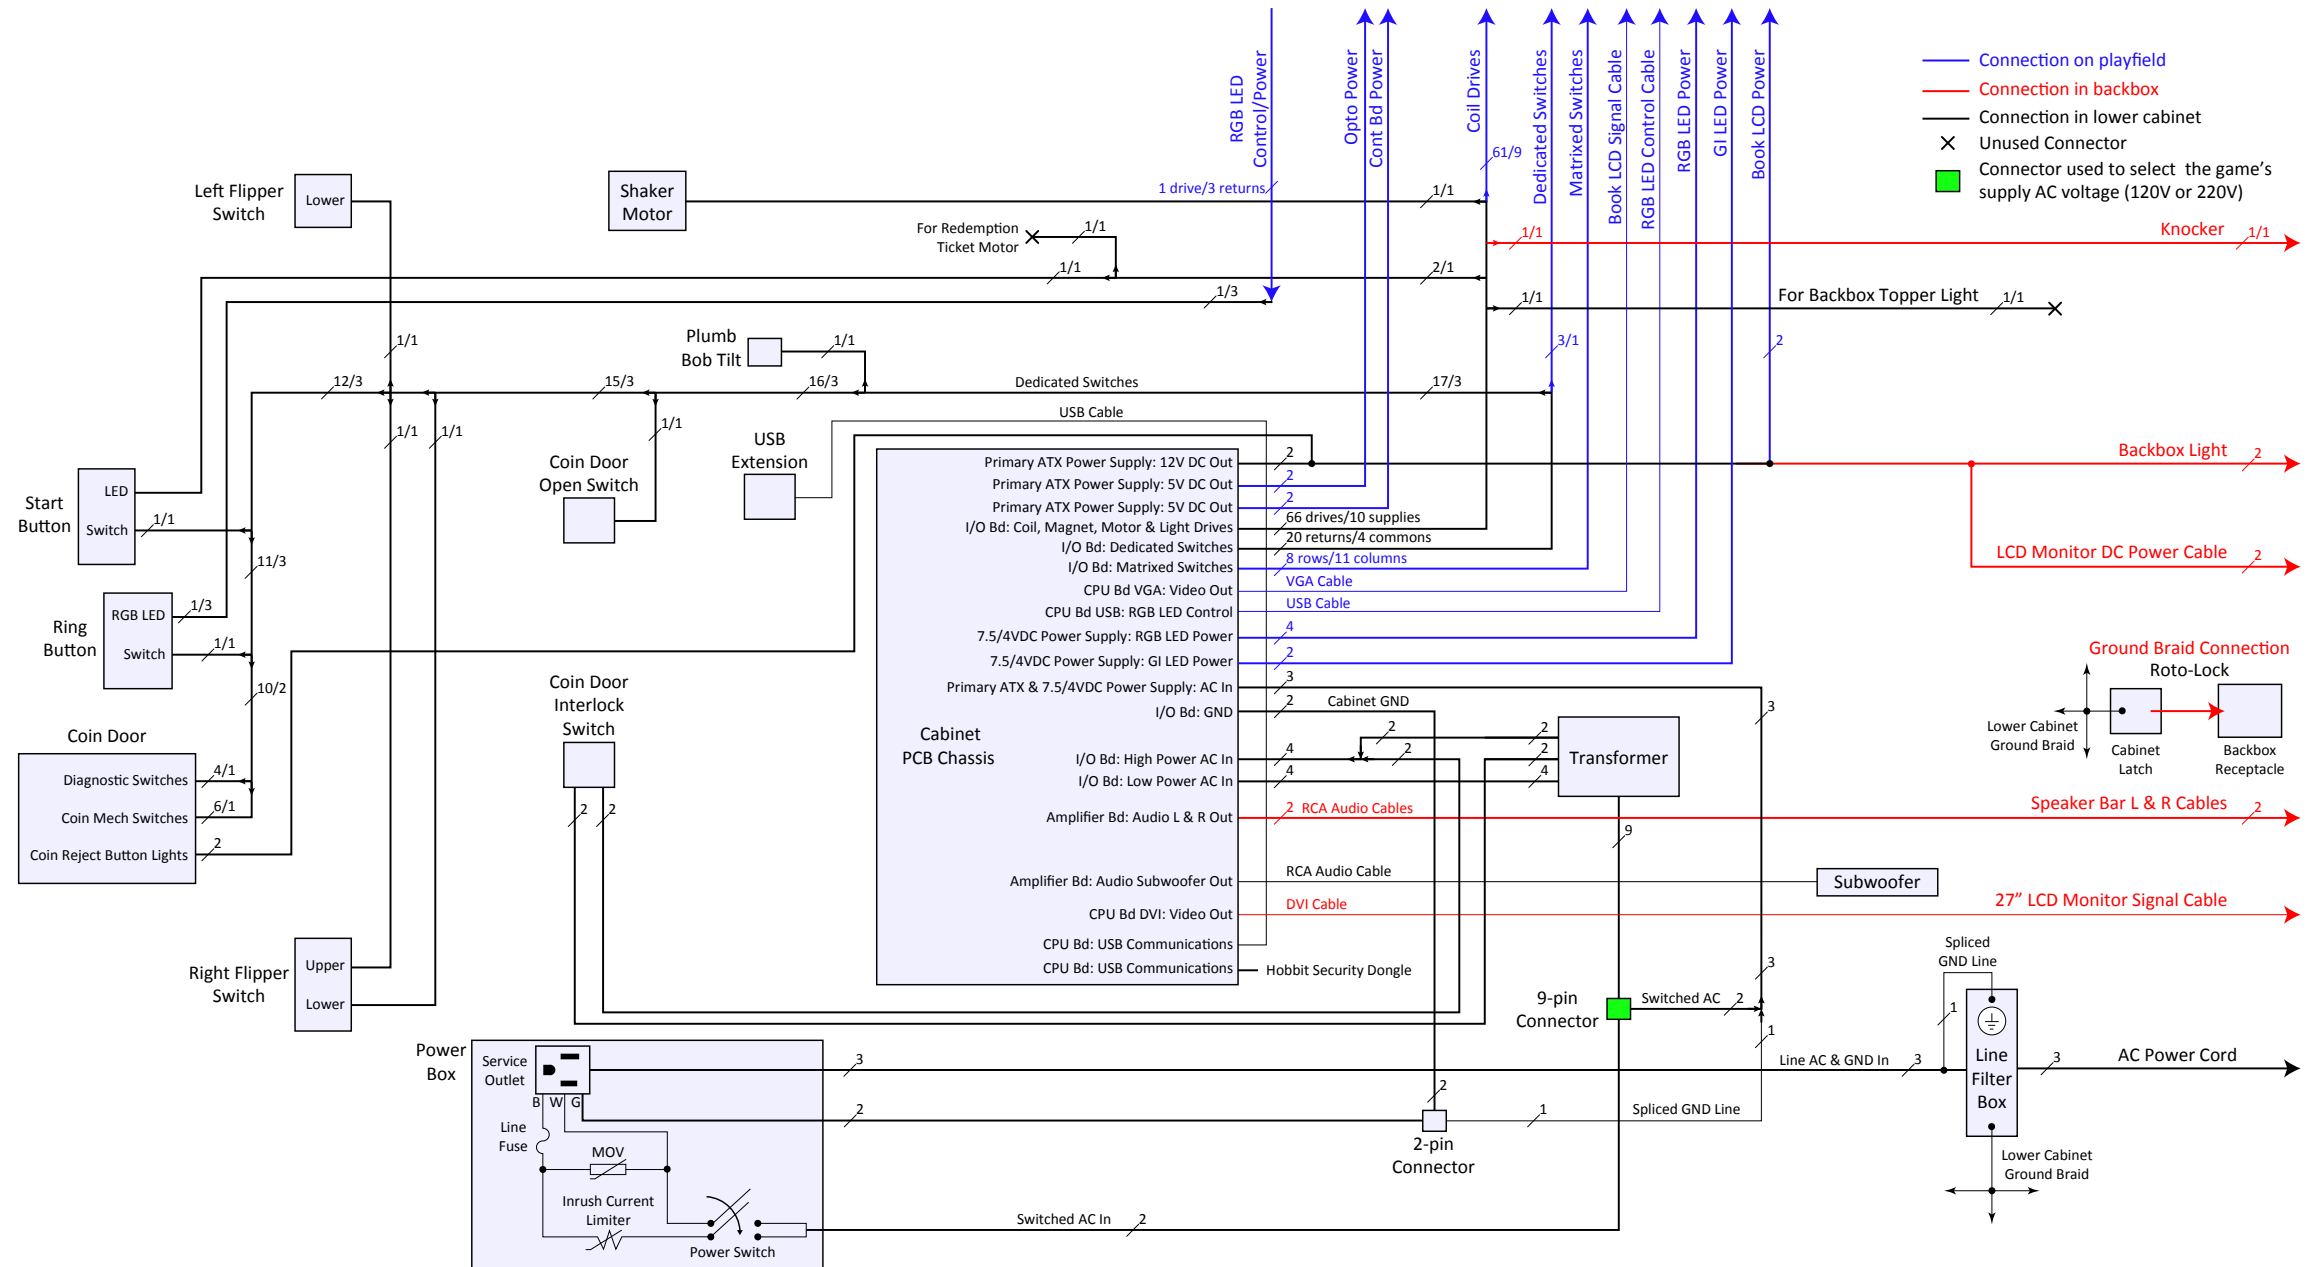 RGB LED
Control/Power
Opto Power
Cont Bd Power
Coil Drives
Dedicated Switches
Matrixed Switches
Book LCD Signal Cable
RGB LED Control Cable
RGB LED Power
GI LED Power
Book LCD Power
Connection on playfield
Connection in backbox
Connection in lower cabinet
Unused Connector
Connector used to select the game's
supply AC voltage (120V or 220V)
61/9
1 drive/3 returns
Left Flipper
Switch
Lower
Shaker
Motor
1/1
For Redemption
Ticket Motor
1/1
1/1
Knocker
1/1
1/1
2/1
1/3
1/1
For Backbox Topper Light
1/1
Plumb
Bob Tilt
1/1
1/1
3/1
2
12/3
15/3
16/3
Dedicated Switches
17/3
USB Cable
1/1
1/1
1/1
USB
Extension
Coin Door
Open Switch
Start
Button
LED
Switch
1/1
11/3
Ring
Button
RGB LED
1/3
Switch
1/1
10/2
Coin Door
Diagnostic Switches
4/1
Coin Mech Switches
6/1
Coin Reject Button Lights
2
Coin Door
Interlock
Switch
2
2
Cabinet
PCB Chassis
Primary ATX Power Supply: 12V DC Out
2
Primary ATX Power Supply: 5V DC Out
2
Primary ATX Power Supply: 5V DC Out
2
I/O Bd: Coil, Magnet, Motor & Light Drives
66 drives/10 supplies
I/O Bd: Dedicated Switches
20 returns/4 commons
I/O Bd: Matrixed Switches
8 rows/11 columns
CPU Bd VGA: Video Out
VGA Cable
CPU Bd USB: RGB LED Control
USB Cable
7.5/4VDC Power Supply: RGB LED Power
4
7.5/4VDC Power Supply: GI LED Power
2
Primary ATX & 7.5/4VDC Power Supply: AC In
3
I/O Bd: GND
2
Cabinet GND
I/O Bd: High Power AC In
4
2
2
I/O Bd: Low Power AC In
4
Amplifier Bd: Audio L & R Out
2
RCA Audio Cables
Amplifier Bd: Audio Subwoofer Out
RCA Audio Cable
CPU Bd DVI: Video Out
DVI Cable
CPU Bd: USB Communications
CPU Bd: USB Communications
Hobbit Security Dongle
Transformer
2
2
4
9
3
Backbox Light
2
LCD Monitor DC Power Cable
2
Ground Braid Connection
Roto-Lock
Lower Cabinet
Ground Braid
Cabinet
Latch
Backbox
Receptacle
Speaker Bar L & R Cables
2
Subwoofer
27” LCD Monitor Signal Cable
Right Flipper
Switch
Upper
Lower
9-pin
Connector
Switched AC
2
3
1
Spliced
GND Line
1
Line
Filter
Box
Line AC & GND In
3
3
AC Power Cord
Lower Cabinet
Ground Braid
Power
Box
Service
Outlet
3
B W G
2
2
2-pin
Connector
1
Spliced GND Line
Line
Fuse
MOV
Inrush Current
Limiter
Power Switch
Switched AC In
2